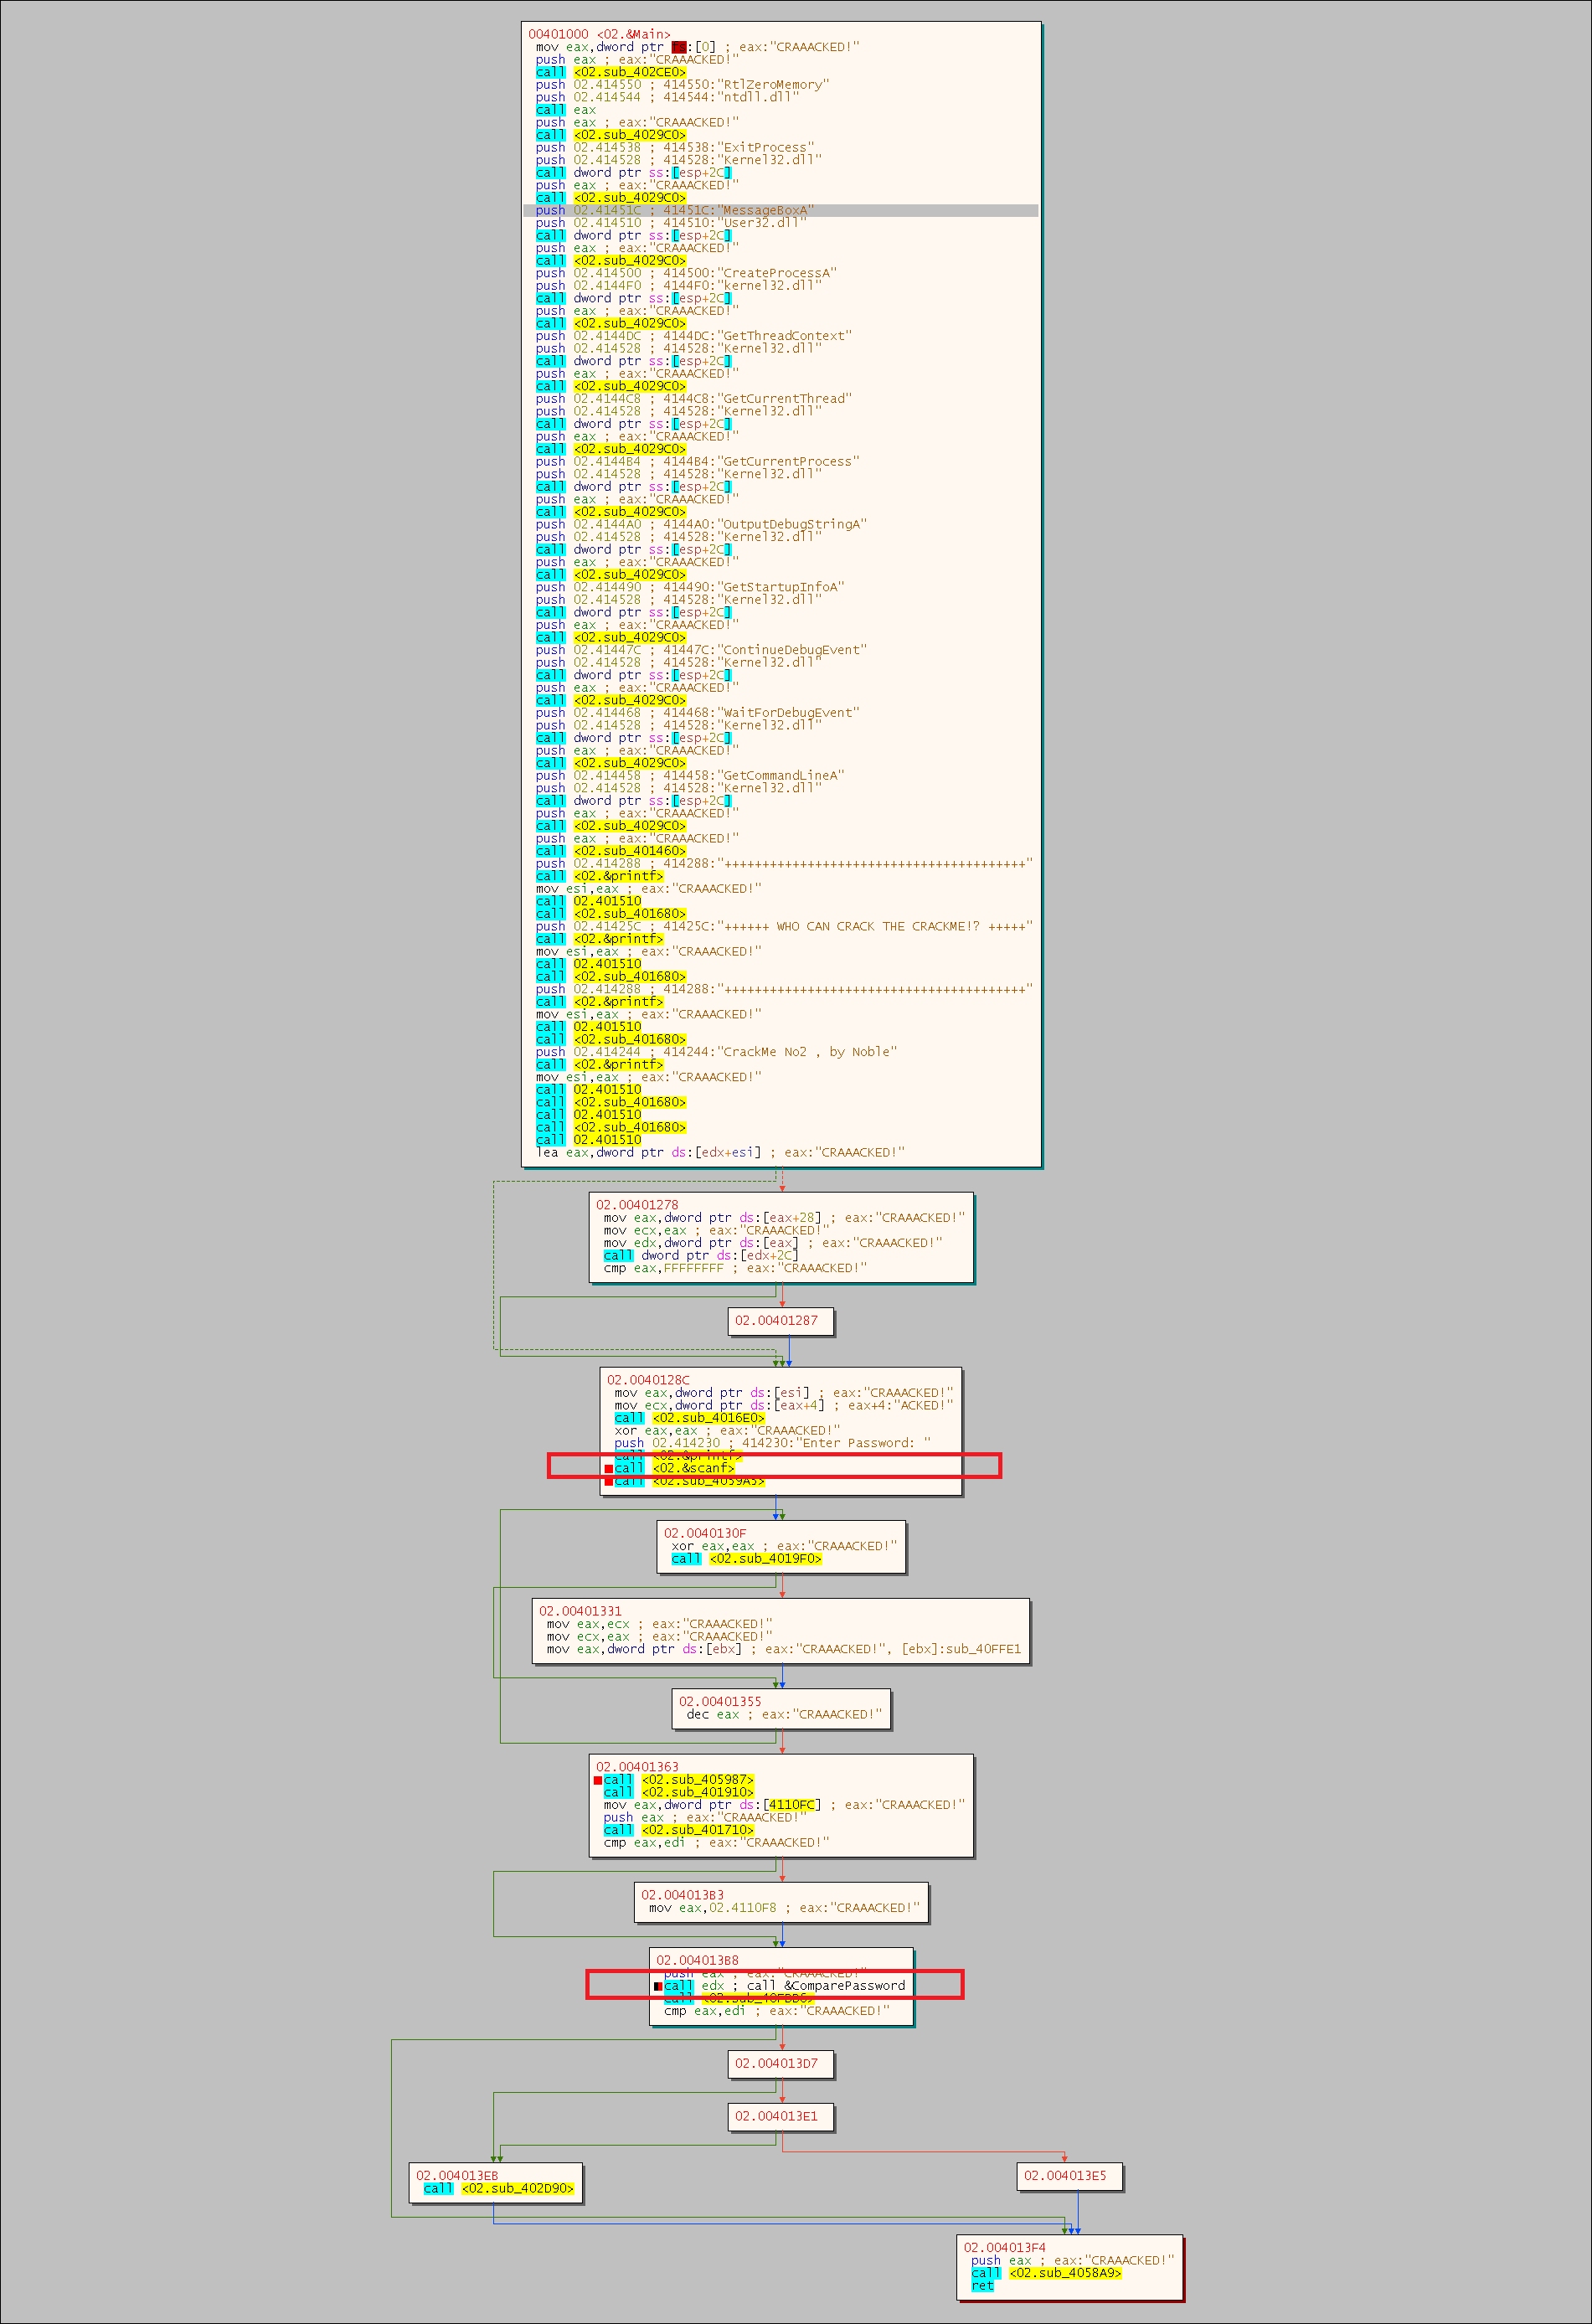 00401000 <02.&Main>
mov eax,dword ptr fs:[0] ; eax:"CRAAACKED!"
push eax ; eax:"CRAAACKED!"
call <02.sub_402CE0>
push 02.414550 ; 414550:"RtlZeroMemory"
push 02.414544 ; 414544:"ntdll.dll"
call eax
push eax ; eax:"CRAAACKED!"
call <02.sub_4029C0>
push 02.414538 ; 414538:"ExitProcess"
push 02.414528 ; 414528:"Kernel32.dll"
call dword ptr ss:[esp+2C]
push eax ; eax:"CRAAACKED!"
call <02.sub_4029C0>
push 02.41451C ; 41451C:"MessageBoxA"
push 02.414510 ; 414510:"User32.dll"
call dword ptr ss:[esp+2C]
push eax ; eax:"CRAAACKED!"
call <02.sub_4029C0>
push 02.414500 ; 414500:"CreateProcessA"
push 02.4144F0 ; 4144F0:"kernel32.dll"
call dword ptr ss:[esp+2C]
push eax ; eax:"CRAAACKED!"
call <02.sub_4029C0>
push 02.4144DC ; 4144DC:"GetThreadContext"
push 02.414528 ; 414528:"Kernel32.dll"
call dword ptr ss:[esp+2C]
push eax ; eax:"CRAAACKED!"
call <02.sub_4029C0>
push 02.4144C8 ; 4144C8:"GetCurrentThread"
push 02.414528 ; 414528:"Kernel32.dll"
call dword ptr ss:[esp+2C]
push eax ; eax:"CRAAACKED!"
call <02.sub_4029C0>
push 02.4144B4 ; 4144B4:"GetCurrentProcess"
push 02.414528 ; 414528:"Kernel32.dll"
call dword ptr ss:[esp+2C]
push eax ; eax:"CRAAACKED!"
call <02.sub_4029C0>
push 02.4144A0 ; 4144A0:"OutputDebugStringA"
push 02.414528 ; 414528:"Kernel32.dll"
call dword ptr ss:[esp+2C]
push eax ; eax:"CRAAACKED!"
call <02.sub_4029C0>
push 02.414490 ; 414490:"GetStartupInfoA"
push 02.414528 ; 414528:"Kernel32.dll"
call dword ptr ss:[esp+2C]
push eax ; eax:"CRAAACKED!"
call <02.sub_4029C0>
push 02.41447C ; 41447C:"ContinueDebugEvent"
push 02.414528 ; 414528:"Kernel32.dll"
call dword ptr ss:[esp+2C]
push eax ; eax:"CRAAACKED!"
call <02.sub_4029C0>
push 02.414468 ; 414468:"WaitForDebugEvent"
push 02.414528 ; 414528:"Kernel32.dll"
call dword ptr ss:[esp+2C]
push eax ; eax:"CRAAACKED!"
call <02.sub_4029C0>
push 02.414458 ; 414458:"GetCommandLineA"
push 02.414528 ; 414528:"Kernel32.dll"
call dword ptr ss:[esp+2C]
push eax ; eax:"CRAAACKED!"
call <02.sub_4029C0>
push eax ; eax:"CRAAACKED!"
call <02.sub_401460>
push 02.414288 ; 414288:"++++++++++++++++++++++++++++++++++++++++"
call <02.&printf>
mov esi,eax ; eax:"CRAAACKED!"
call 02.401510
call <02.sub_401680>
push 02.41425C ; 41425C:"++++++ WHO CAN CRACK THE CRACKME!? +++++"
call <02.&printf>
mov esi,eax ; eax:"CRAAACKED!"
call 02.401510
call <02.sub_401680>
push 02.414288 ; 414288:"++++++++++++++++++++++++++++++++++++++++"
call <02.&printf>
mov esi,eax ; eax:"CRAAACKED!"
call 02.401510
call <02.sub_401680>
push 02.414244 ; 414244:"CrackMe No2 , by Noble"
call <02.&printf>
mov esi,eax ; eax:"CRAAACKED!"
call 02.401510
call <02.sub_401680>
call 02.401510
call <02.sub_401680>
call 02.401510
lea eax,dword ptr ds:[edx+esi] ; eax:"CRAAACKED!"
02.00401278
mov eax,dword ptr ds:[eax+28] ; eax:"CRAAACKED!"
mov ecx,eax ; eax:"CRAAACKED!"
mov edx,dword ptr ds:[eax] ; eax:"CRAAACKED!"
call dword ptr ds:[edx+2C]
cmp eax,FFFFFFFF ; eax:"CRAAACKED!"
02.00401287
02.0040128C
mov eax,dword ptr ds:[esi] ; eax:"CRAAACKED!"
mov ecx,dword ptr ds:[eax+4] ; eax+4:"ACKED!"
call <02.sub_4016E0>
xor eax,eax ; eax:"CRAAACKED!"
push 02.414230 ; 414230:"Enter Password: "
call <02.&printf>
call <02.&scanf>
call <02.sub_4059A5>
02.0040130F
xor eax,eax ; eax:"CRAAACKED!"
call <02.sub_4019F0>
02.00401331
mov eax,ecx ; eax:"CRAAACKED!"
mov ecx,eax ; eax:"CRAAACKED!"
mov eax,dword ptr ds:[ebx] ; eax:"CRAAACKED!", [ebx]:sub_40FFE1
02.00401355
dec eax ; eax:"CRAAACKED!"
02.00401363
call <02.sub_405987>
call <02.sub_401910>
mov eax,dword ptr ds:[4110FC] ; eax:"CRAAACKED!"
push eax ; eax:"CRAAACKED!"
call <02.sub_401710>
cmp eax,edi ; eax:"CRAAACKED!"
02.004013B3
mov eax,02.4110F8 ; eax:"CRAAACKED!"
02.004013B8
push eax ; eax:"CRAAACKED!"
call edx ; call &ComparePassword
call
cmp eax,edi ; eax:"CRAAACKED!"
02.004013D7
02.004013E1
02.004013EB
call <02.sub_402D90>
02.004013E5
02.004013F4
push eax ; eax:"CRAAACKED!"
call <02.sub_4058A9>
ret